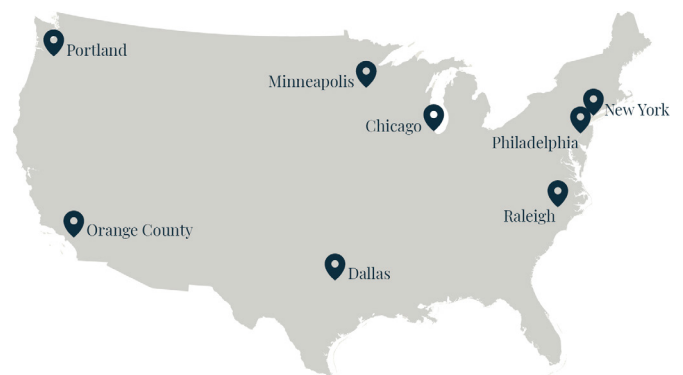 Portland
Minneapolis
New York
Chicago
Philadelphia
Raleigh
Orange County
Dallas